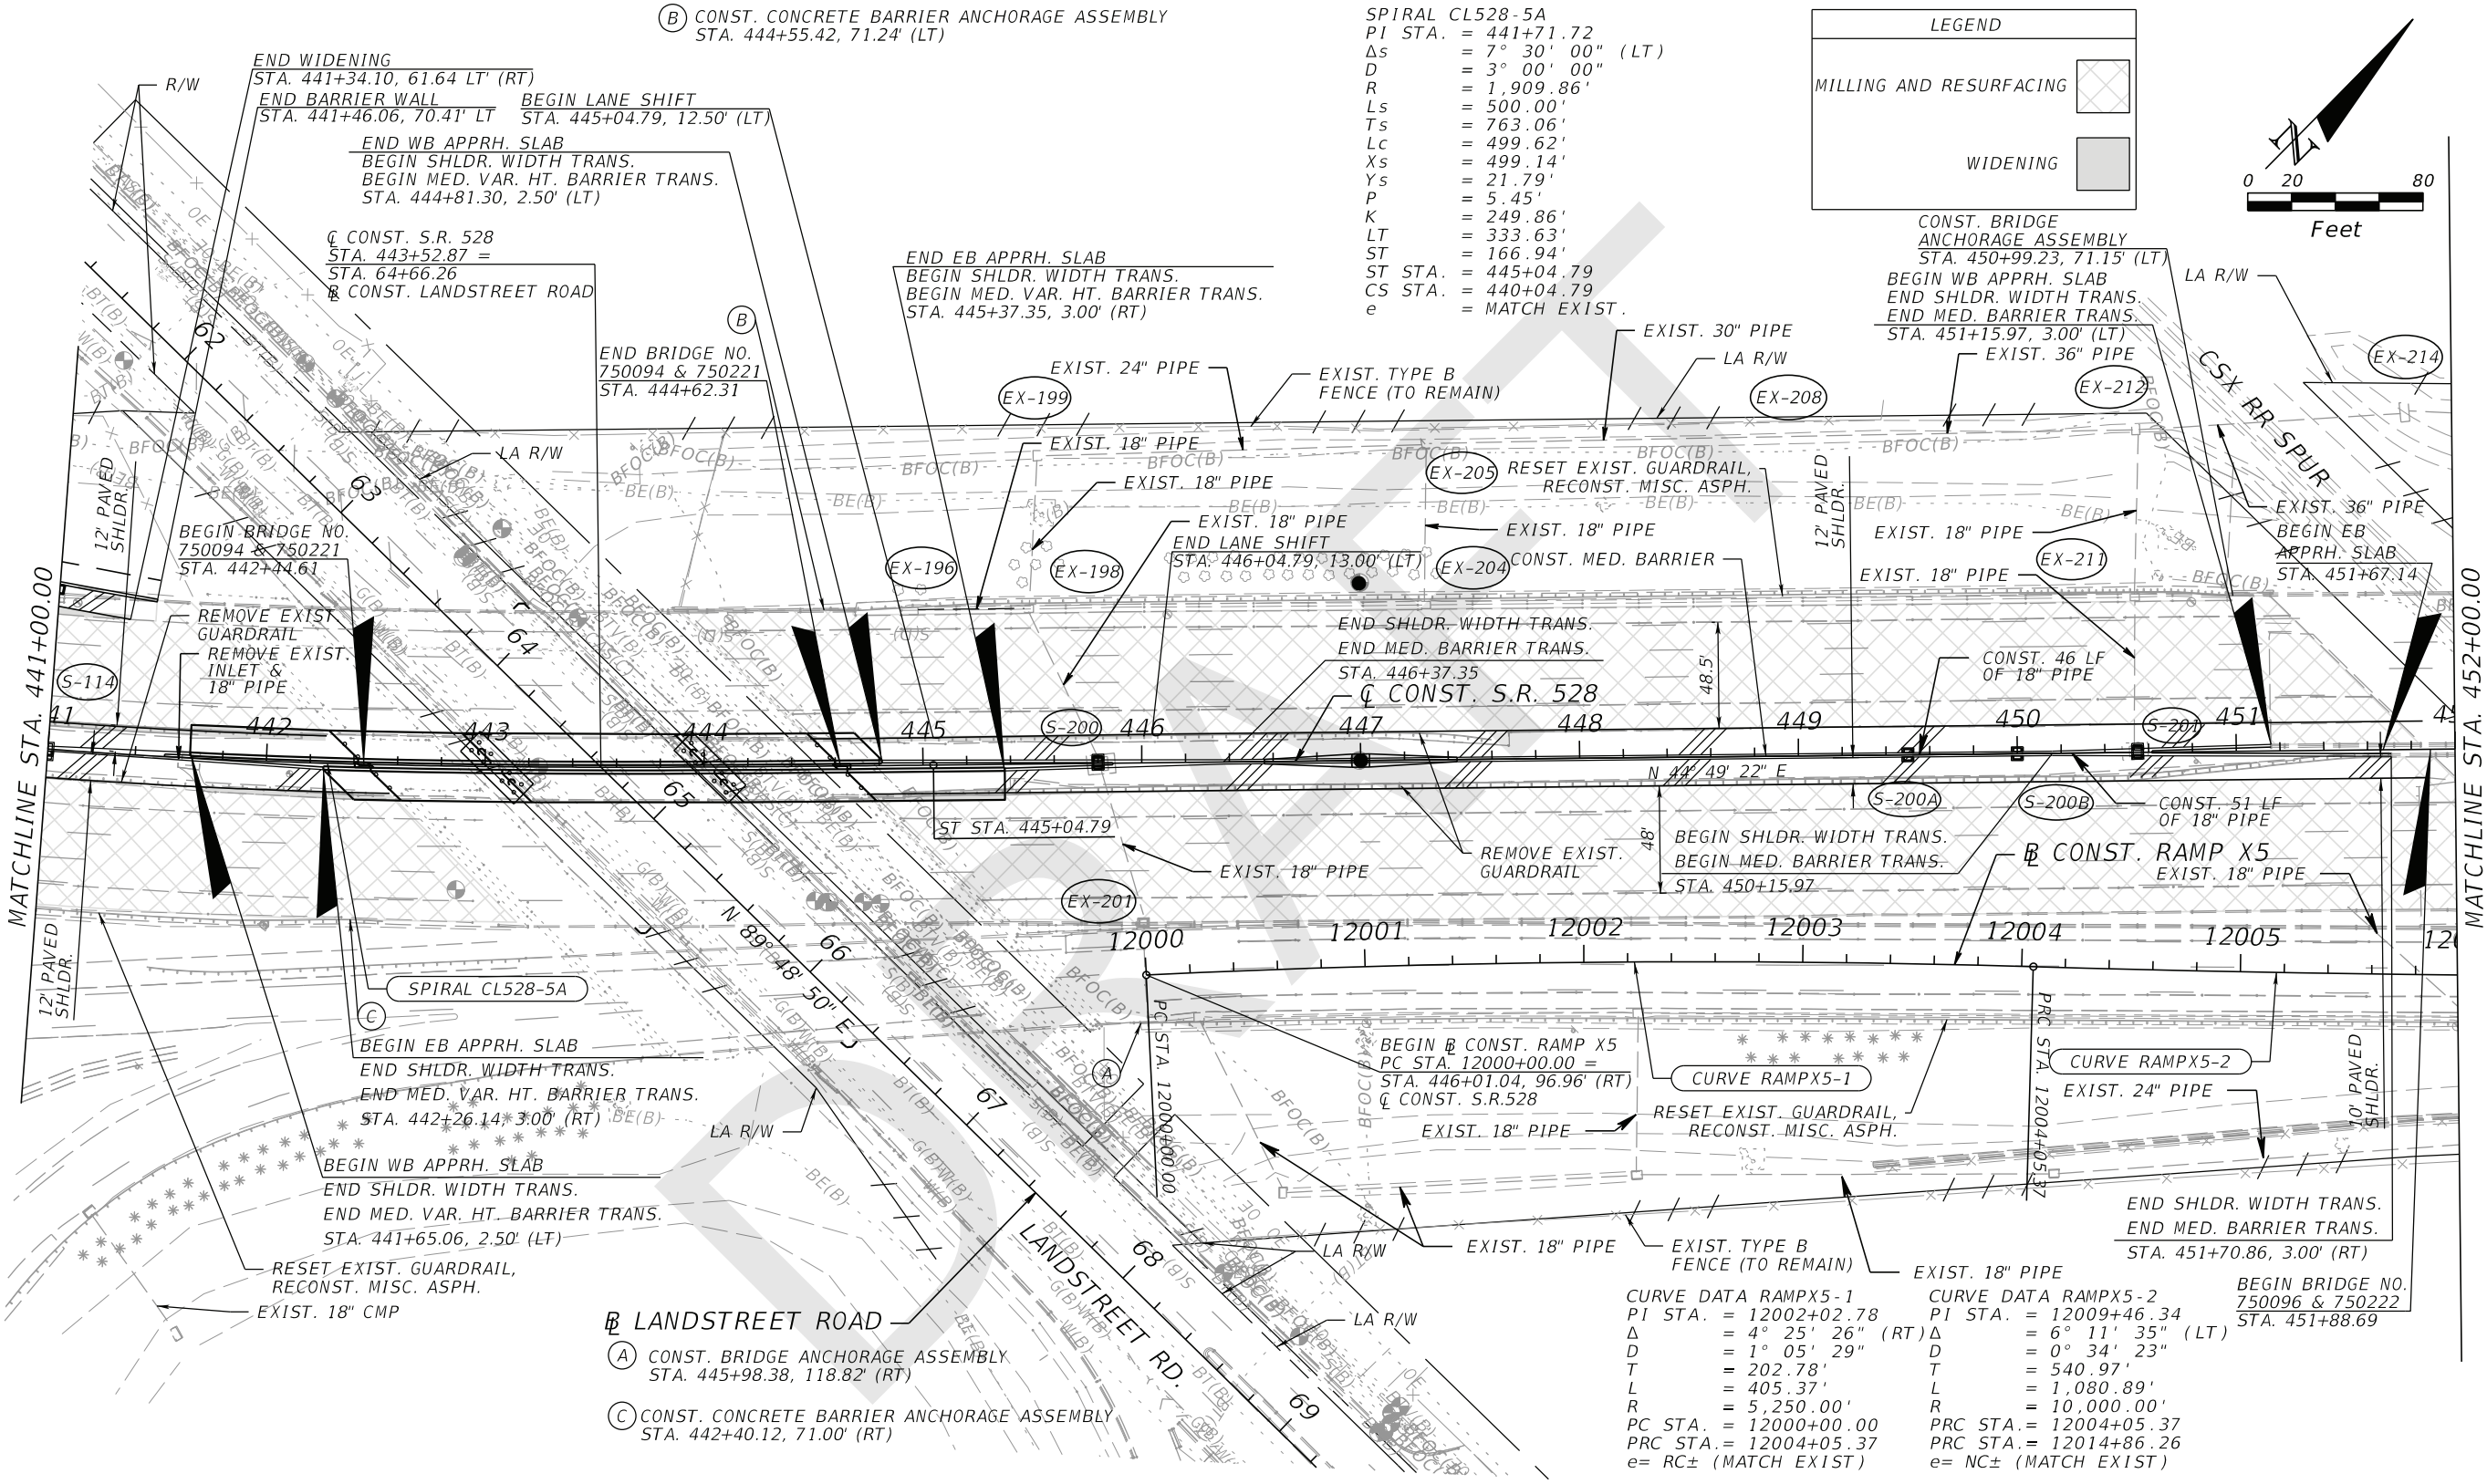 B CONST. CONCRETE BARRIER ANCHORAGE ASSEMBLY
STA. 444+55.42, 71.24' (LT)
END WIDENING
STA. 441+34.10, 61.64 LT' (RT)
R/W
END BARRIER WALL
STA. 441+46.06, 70.41' LT
BEGIN LANE SHIFT
STA. 445+04.79, 12.50' (LT)
END WB APPRH. SLAB
BEGIN SHLDR. WIDTH TRANS.
BEGIN MED. VAR. HT. BARRIER TRANS.
STA. 444+81.30, 2.50' (LT)
℄ CONST. S.R. 528
STA. 443+52.87 =
STA. 64+66.26
BL CONST. LANDSTREET ROAD
END BRIDGE NO.
750094 & 750221
STA. 444+62.31
B
END EB APPRH. SLAB
BEGIN SHLDR. WIDTH TRANS.
BEGIN MED. VAR. HT. BARRIER TRANS.
STA. 445+37.35, 3.00' (RT)
SPIRAL CL528-5A
PI STA. = 441+71.72
Δs = 7° 30' 00" (LT)
D = 3° 00' 00"
R = 1,909.86'
Ls = 500.00'
Ts = 763.06'
Lc = 499.62'
Xs = 499.14'
Ys = 21.79'
P = 5.45'
K = 249.86'
LT = 333.63'
ST = 166.94'
ST STA. = 445+04.79
CS STA. = 440+04.79
e = MATCH EXIST.
LEGEND
MILLING AND RESURFACING
WIDENING
N
0 20 80
Feet
CONST. BRIDGE
ANCHORAGE ASSEMBLY
STA. 450+99.23, 71.15' (LT)
BEGIN WB APPRH. SLAB
END SHLDR. WIDTH TRANS.
END MED. BARRIER TRANS.
STA. 451+15.97, 3.00' (LT)
LA R/W
EXIST. 30" PIPE
LA R/W
EXIST. 36" PIPE
EX-214
EX-212
EX-208
EX-199
EXIST. 24" PIPE
EXIST. TYPE B
FENCE (TO REMAIN)
CSX RR SPUR
EXIST. 18" PIPE
EXIST. 18" PIPE
EXIST. 18" PIPE
LA R/W
EX-205
RESET EXIST. GUARDRAIL,
RECONST. MISC. ASPH.
EXIST. 18" PIPE
12' PAVED
SHLDR.
EXIST. 18" PIPE
EXIST. 36" PIPE
BEGIN EB
APPRH. SLAB
STA. 451+67.14
END LANE SHIFT
STA. 446+04.79, 13.00' (LT)
EX-204
CONST. MED. BARRIER
EX-211
EXIST. 18" PIPE
EX-196
EX-198
12' PAVED
SHLDR.
BEGIN BRIDGE NO.
750094 & 750221
STA. 442+44.61
REMOVE EXIST
GUARDRAIL
REMOVE EXIST.
INLET &
18" PIPE
S-114
MATCHLINE STA. 441+00.00
MATCHLINE STA. 452+00.00
END SHLDR. WIDTH TRANS.
END MED. BARRIER TRANS.
STA. 446+37.35
℄ CONST. S.R. 528
48.5'
CONST. 46 LF
OF 18" PIPE
S-200
S-201
41 442 443 444 445 446 447 448 449 450 451 45
N 44° 49' 22" E
S-200A
S-200B
CONST. 51 LF
OF 18" PIPE
ST STA. 445+04.79
EXIST. 18" PIPE
REMOVE EXIST.
GUARDRAIL
48'
BEGIN SHLDR. WIDTH TRANS.
BEGIN MED. BARRIER TRANS.
STA. 450+15.97
BL CONST. RAMP X5
EXIST. 18" PIPE
EX-201
12000 12001 12002 12003 12004 12005 120
62 63 64 65 66 67 68 69
N 89° 48' 50" E
12' PAVED
SHLDR.
SPIRAL CL528-5A
C
BEGIN EB APPRH. SLAB
END SHLDR. WIDTH TRANS.
END MED. VAR. HT. BARRIER TRANS.
STA. 442+26.14, 3.00' (RT)
BEGIN WB APPRH. SLAB
END SHLDR. WIDTH TRANS.
END MED. VAR. HT. BARRIER TRANS.
STA. 441+65.06, 2.50' (LT)
RESET EXIST. GUARDRAIL,
RECONST. MISC. ASPH.
EXIST. 18" CMP
LA R/W
A
PC STA. 12000+00.00
BEGIN BL CONST. RAMP X5
PC STA. 12000+00.00 =
STA. 446+01.04, 96.96' (RT)
℄ CONST. S.R.528
CURVE RAMPX5-1
RESET EXIST. GUARDRAIL,
RECONST. MISC. ASPH.
EXIST. 18" PIPE
PRC STA. 12004+05.37
CURVE RAMPX5-2
EXIST. 24" PIPE
10' PAVED
SHLDR.
LA R/W
EXIST. 18" PIPE
EXIST. TYPE B
FENCE (TO REMAIN)
EXIST. 18" PIPE
LA R/W
END SHLDR. WIDTH TRANS.
END MED. BARRIER TRANS.
STA. 451+70.86, 3.00' (RT)
BEGIN BRIDGE NO.
750096 & 750222
STA. 451+88.69
BL LANDSTREET ROAD
LANDSTREET RD.
A CONST. BRIDGE ANCHORAGE ASSEMBLY
STA. 445+98.38, 118.82' (RT)
C CONST. CONCRETE BARRIER ANCHORAGE ASSEMBLY
STA. 442+40.12, 71.00' (RT)
CURVE DATA RAMPX5-1
PI STA. = 12002+02.78
Δ = 4° 25' 26" (RT)
D = 1° 05' 29"
T = 202.78'
L = 405.37'
R = 5,250.00'
PC STA. = 12000+00.00
PRC STA.= 12004+05.37
e= RC± (MATCH EXIST)
CURVE DATA RAMPX5-2
PI STA. = 12009+46.34
Δ = 6° 11' 35" (LT)
D = 0° 34' 23"
T = 540.97'
L = 1,080.89'
R = 10,000.00'
PRC STA.= 12004+05.37
PRC STA.= 12014+86.26
e= NC± (MATCH EXIST)
DRAFT